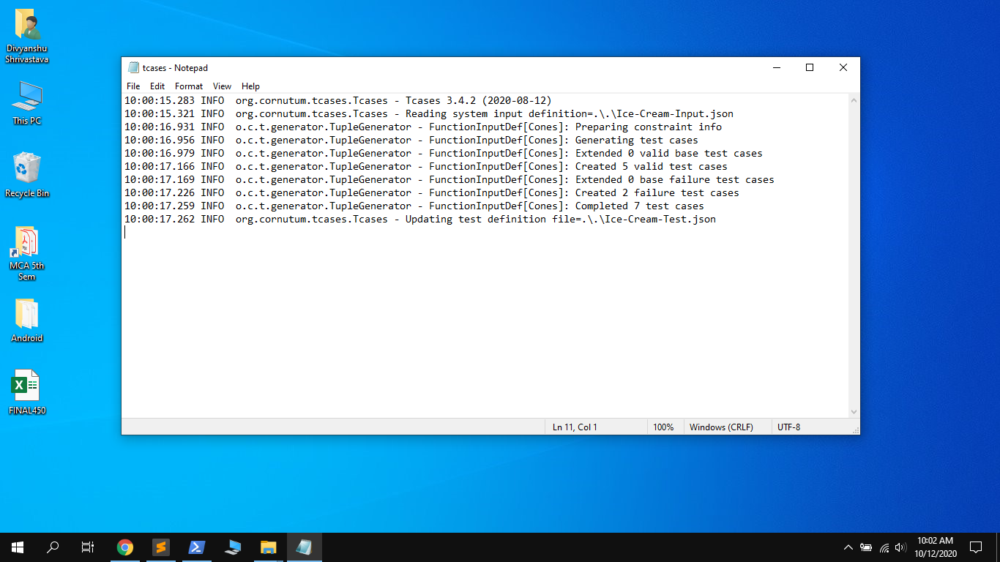 Divyanshu
Shrivastava
This PC
Recycle Bin
MCA 5th
Sem
Android
FINAL450
tcases - Notepad
File Edit Format View Help
10:00:15.283 INFO  org.cornutum.tcases.Tcases - Tcases 3.4.2 (2020-08-12)
10:00:15.321 INFO  org.cornutum.tcases.Tcases - Reading system input definition=.\.\Ice-Cream-Input.json
10:00:16.931 INFO  o.c.t.generator.TupleGenerator - FunctionInputDef[Cones]: Preparing constraint info
10:00:16.956 INFO  o.c.t.generator.TupleGenerator - FunctionInputDef[Cones]: Generating test cases
10:00:16.979 INFO  o.c.t.generator.TupleGenerator - FunctionInputDef[Cones]: Extended 0 valid base test cases
10:00:17.166 INFO  o.c.t.generator.TupleGenerator - FunctionInputDef[Cones]: Created 5 valid test cases
10:00:17.169 INFO  o.c.t.generator.TupleGenerator - FunctionInputDef[Cones]: Extended 0 base failure test cases
10:00:17.226 INFO  o.c.t.generator.TupleGenerator - FunctionInputDef[Cones]: Created 2 failure test cases
10:00:17.259 INFO  o.c.t.generator.TupleGenerator - FunctionInputDef[Cones]: Completed 7 test cases
10:00:17.262 INFO  org.cornutum.tcases.Tcases - Updating test definition file=.\.\Ice-Cream-Test.json
Ln 11, Col 1 100% Windows (CRLF) UTF-8
10:02 AM
10/12/2020